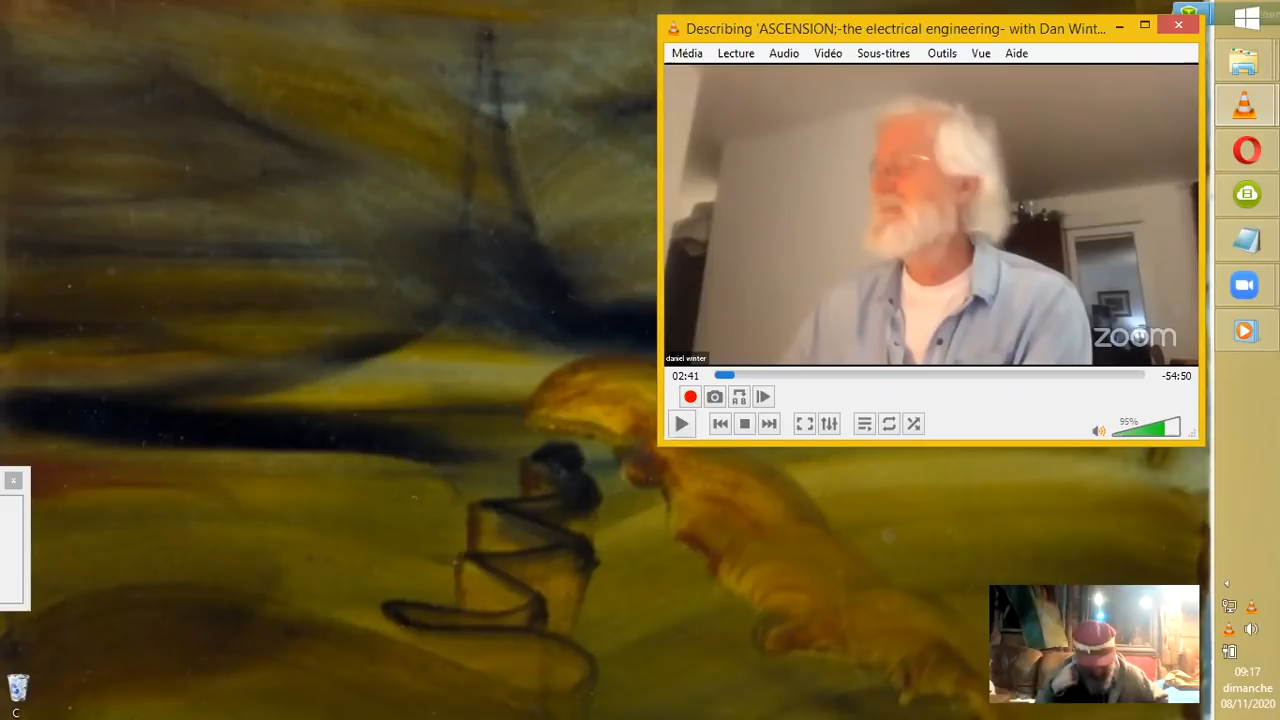 Describing 'ASCENSION;-the electrical engineering- with Dan Wint...
Média Lecture Audio Vidéo Sous-titres Outils Vue Aide
zoom
daniel winter
02:41
-54:50
A B
95%
09:17
dimanche
08/11/2020
C